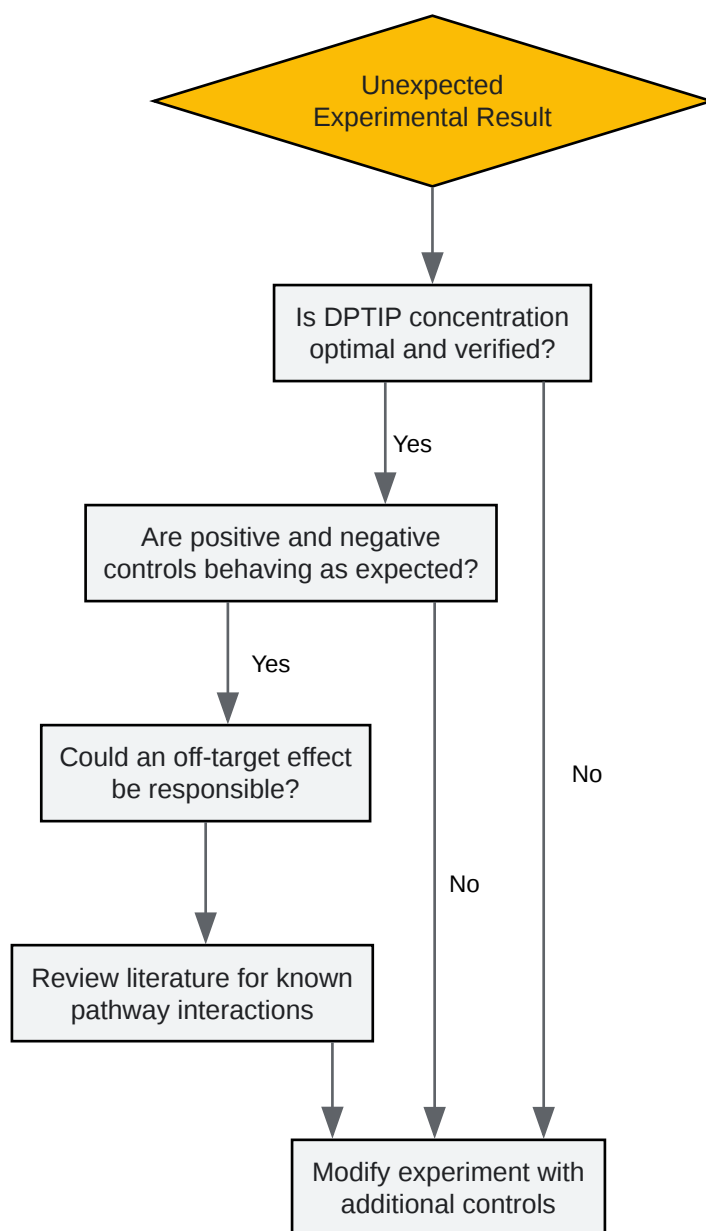 Unexpected
Experimental Result
Is DPTIP concentration
optimal and verified?
Yes
Are positive and negative
controls behaving as expected?
Yes
Could an off-target effect
be responsible?
No
No
Review literature for known
pathway interactions
Modify experiment with
additional controls